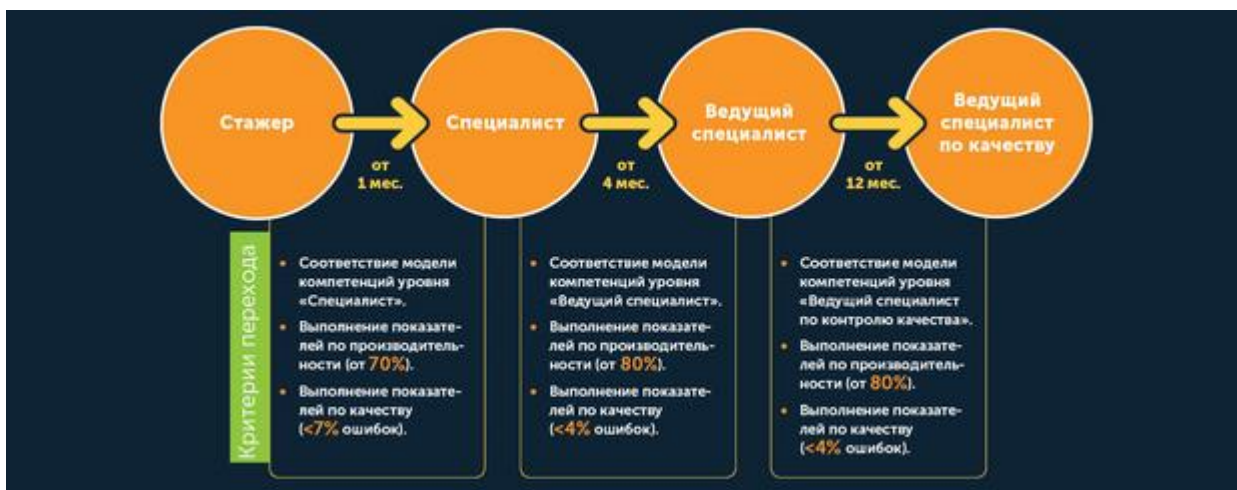 Стажер
от
1 мес.
Специалист
от
4 мес.
Ведущий
специалист
от
12 мес.
Ведущий
специалист
по качеству
Критерии перехода
• Соответствие модели
компетенций уровня
«Специалист».
• Выполнение показате-
лей по производитель-
ности (от 70%).
• Выполнение показате-
лей по качеству
(<7% ошибок).
• Соответствие модели
компетенций уровня
«Ведущий специалист».
• Выполнение показате-
лей по производитель-
ности (от 80%).
• Выполнение показате-
лей по качеству
(<4% ошибок).
• Соответствие модели
компетенций уровня
«Ведущий специалист
по контролю качества».
• Выполнение показате-
лей по производитель-
ности (от 80%).
• Выполнение показате-
лей по качеству
(<4% ошибок).